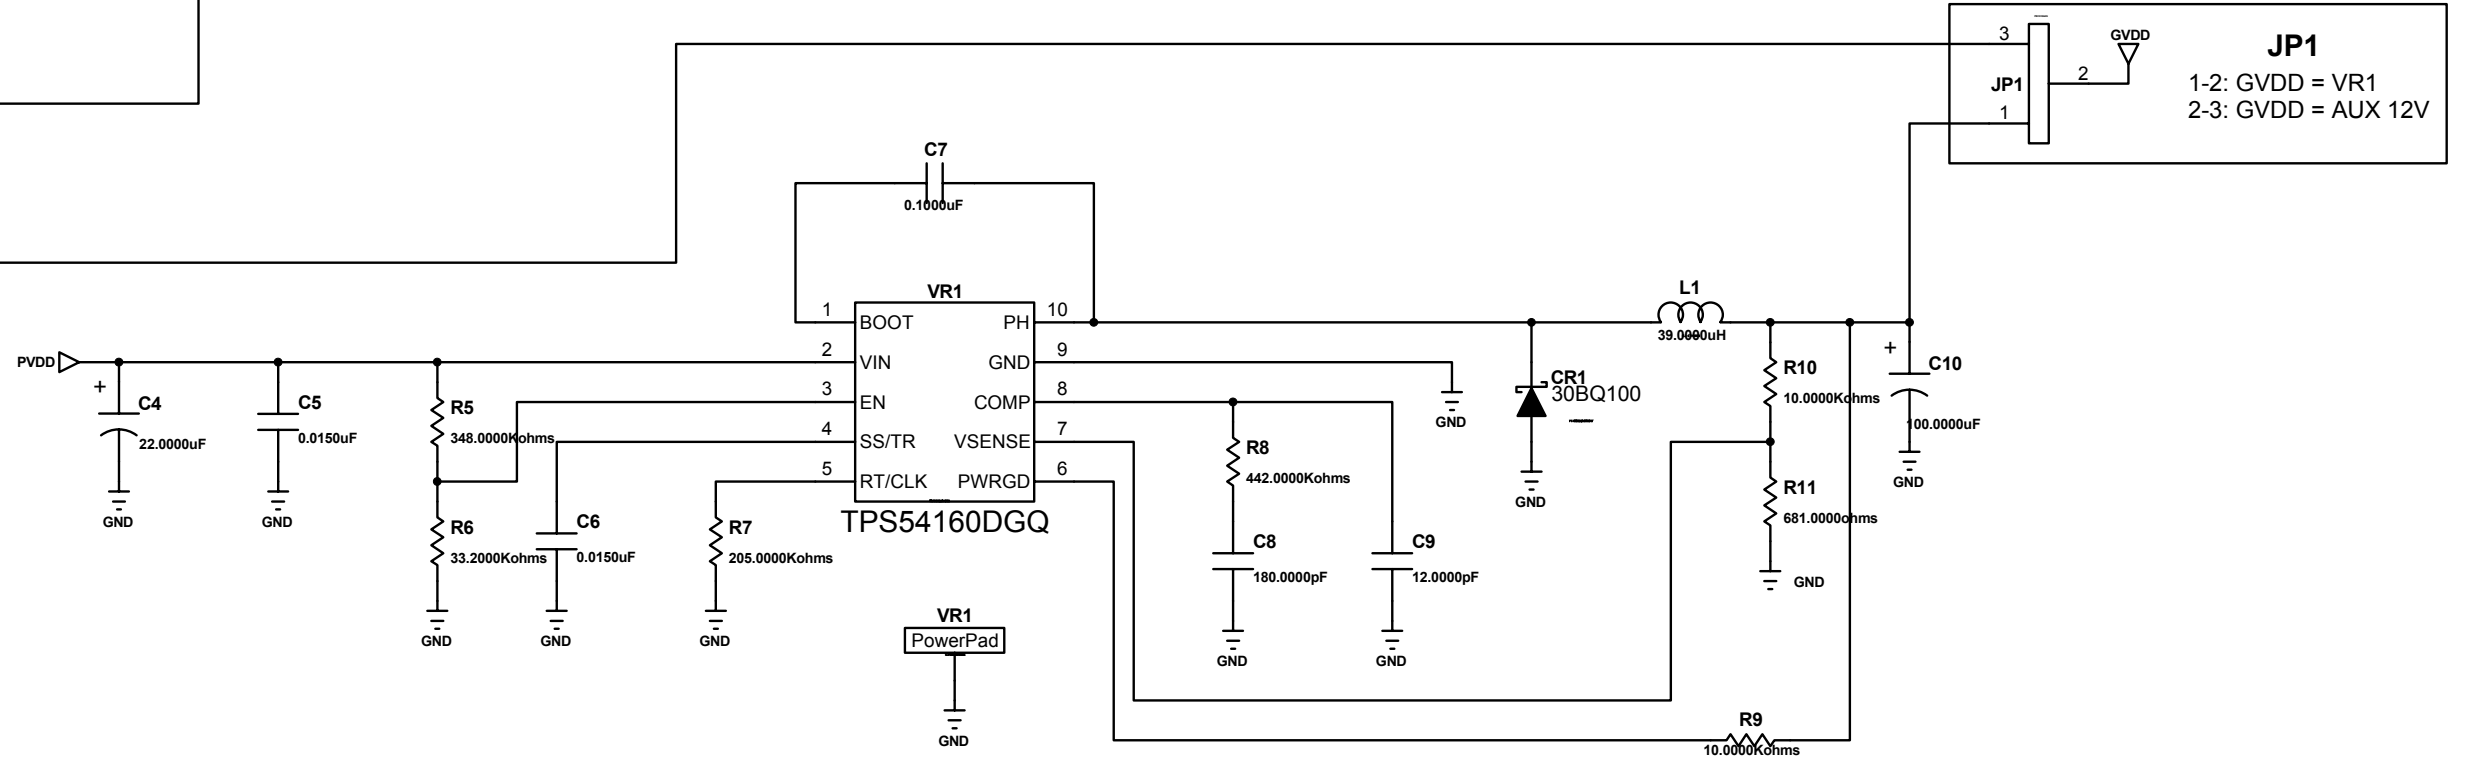 3
GVDD
JP1
JP1
2
1-2: GVDD = VR1
2-3: GVDD = AUX 12V
1
C7
0.1000uF
VR1
L1
39.0000uH
1
BOOT
PH
10
PVDD
2
VIN
GND
9
3
EN
COMP
8
4
SS/TR
VSENSE
7
5
RT/CLK
PWRGD
6
TPS54160DGQ
+
C4
22.0000uF
GND
C5
0.0150uF
GND
R5
348.0000Kohms
R6
33.2000Kohms
GND
C6
0.0150uF
GND
R7
205.0000Kohms
GND
VR1
PowerPad
GND
R8
442.0000Kohms
C8
180.0000pF
GND
C9
12.0000pF
GND
GND
CR1
30BQ100
GND
R10
10.0000Kohms
R11
681.0000ohms
GND
+
C10
100.0000uF
GND
R9
10.0000Kohms